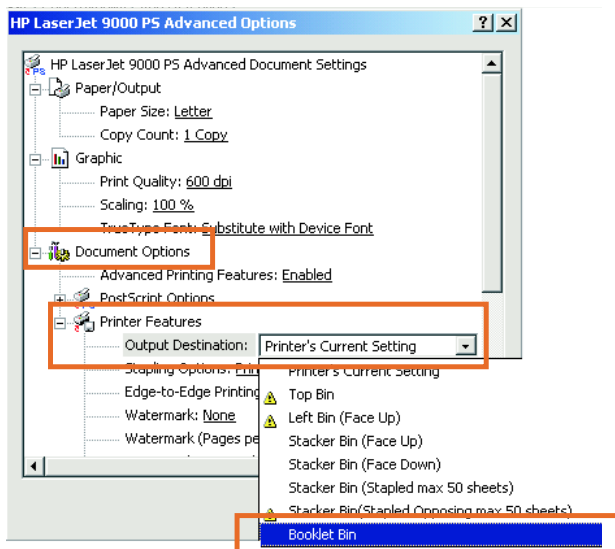 HP LaserJet 9000 PS Advanced Options
HP LaserJet 9000 PS Advanced Document Settings
Paper/Output
Paper Size: Letter
Copy Count: 1 Copy
Graphic
Print Quality: 600 dpi
Scaling: 100 %
TrueType Font: Substitute with Device Font
Document Options
Advanced Printing Features: Enabled
PostScript Options
Printer Features
Output Destination: Printer's Current Setting
Stapling Options: Prin
Printer's Current Setting
Edge-to-Edge Printing
Top Bin
Watermark: None
Left Bin (Face Up)
Watermark (Pages pe
Stacker Bin (Face Up)
Stacker Bin (Face Down)
Stacker Bin (Stapled max 50 sheets)
Stacker Bin(Stapled Opposing max 50 sheets)
Booklet Bin